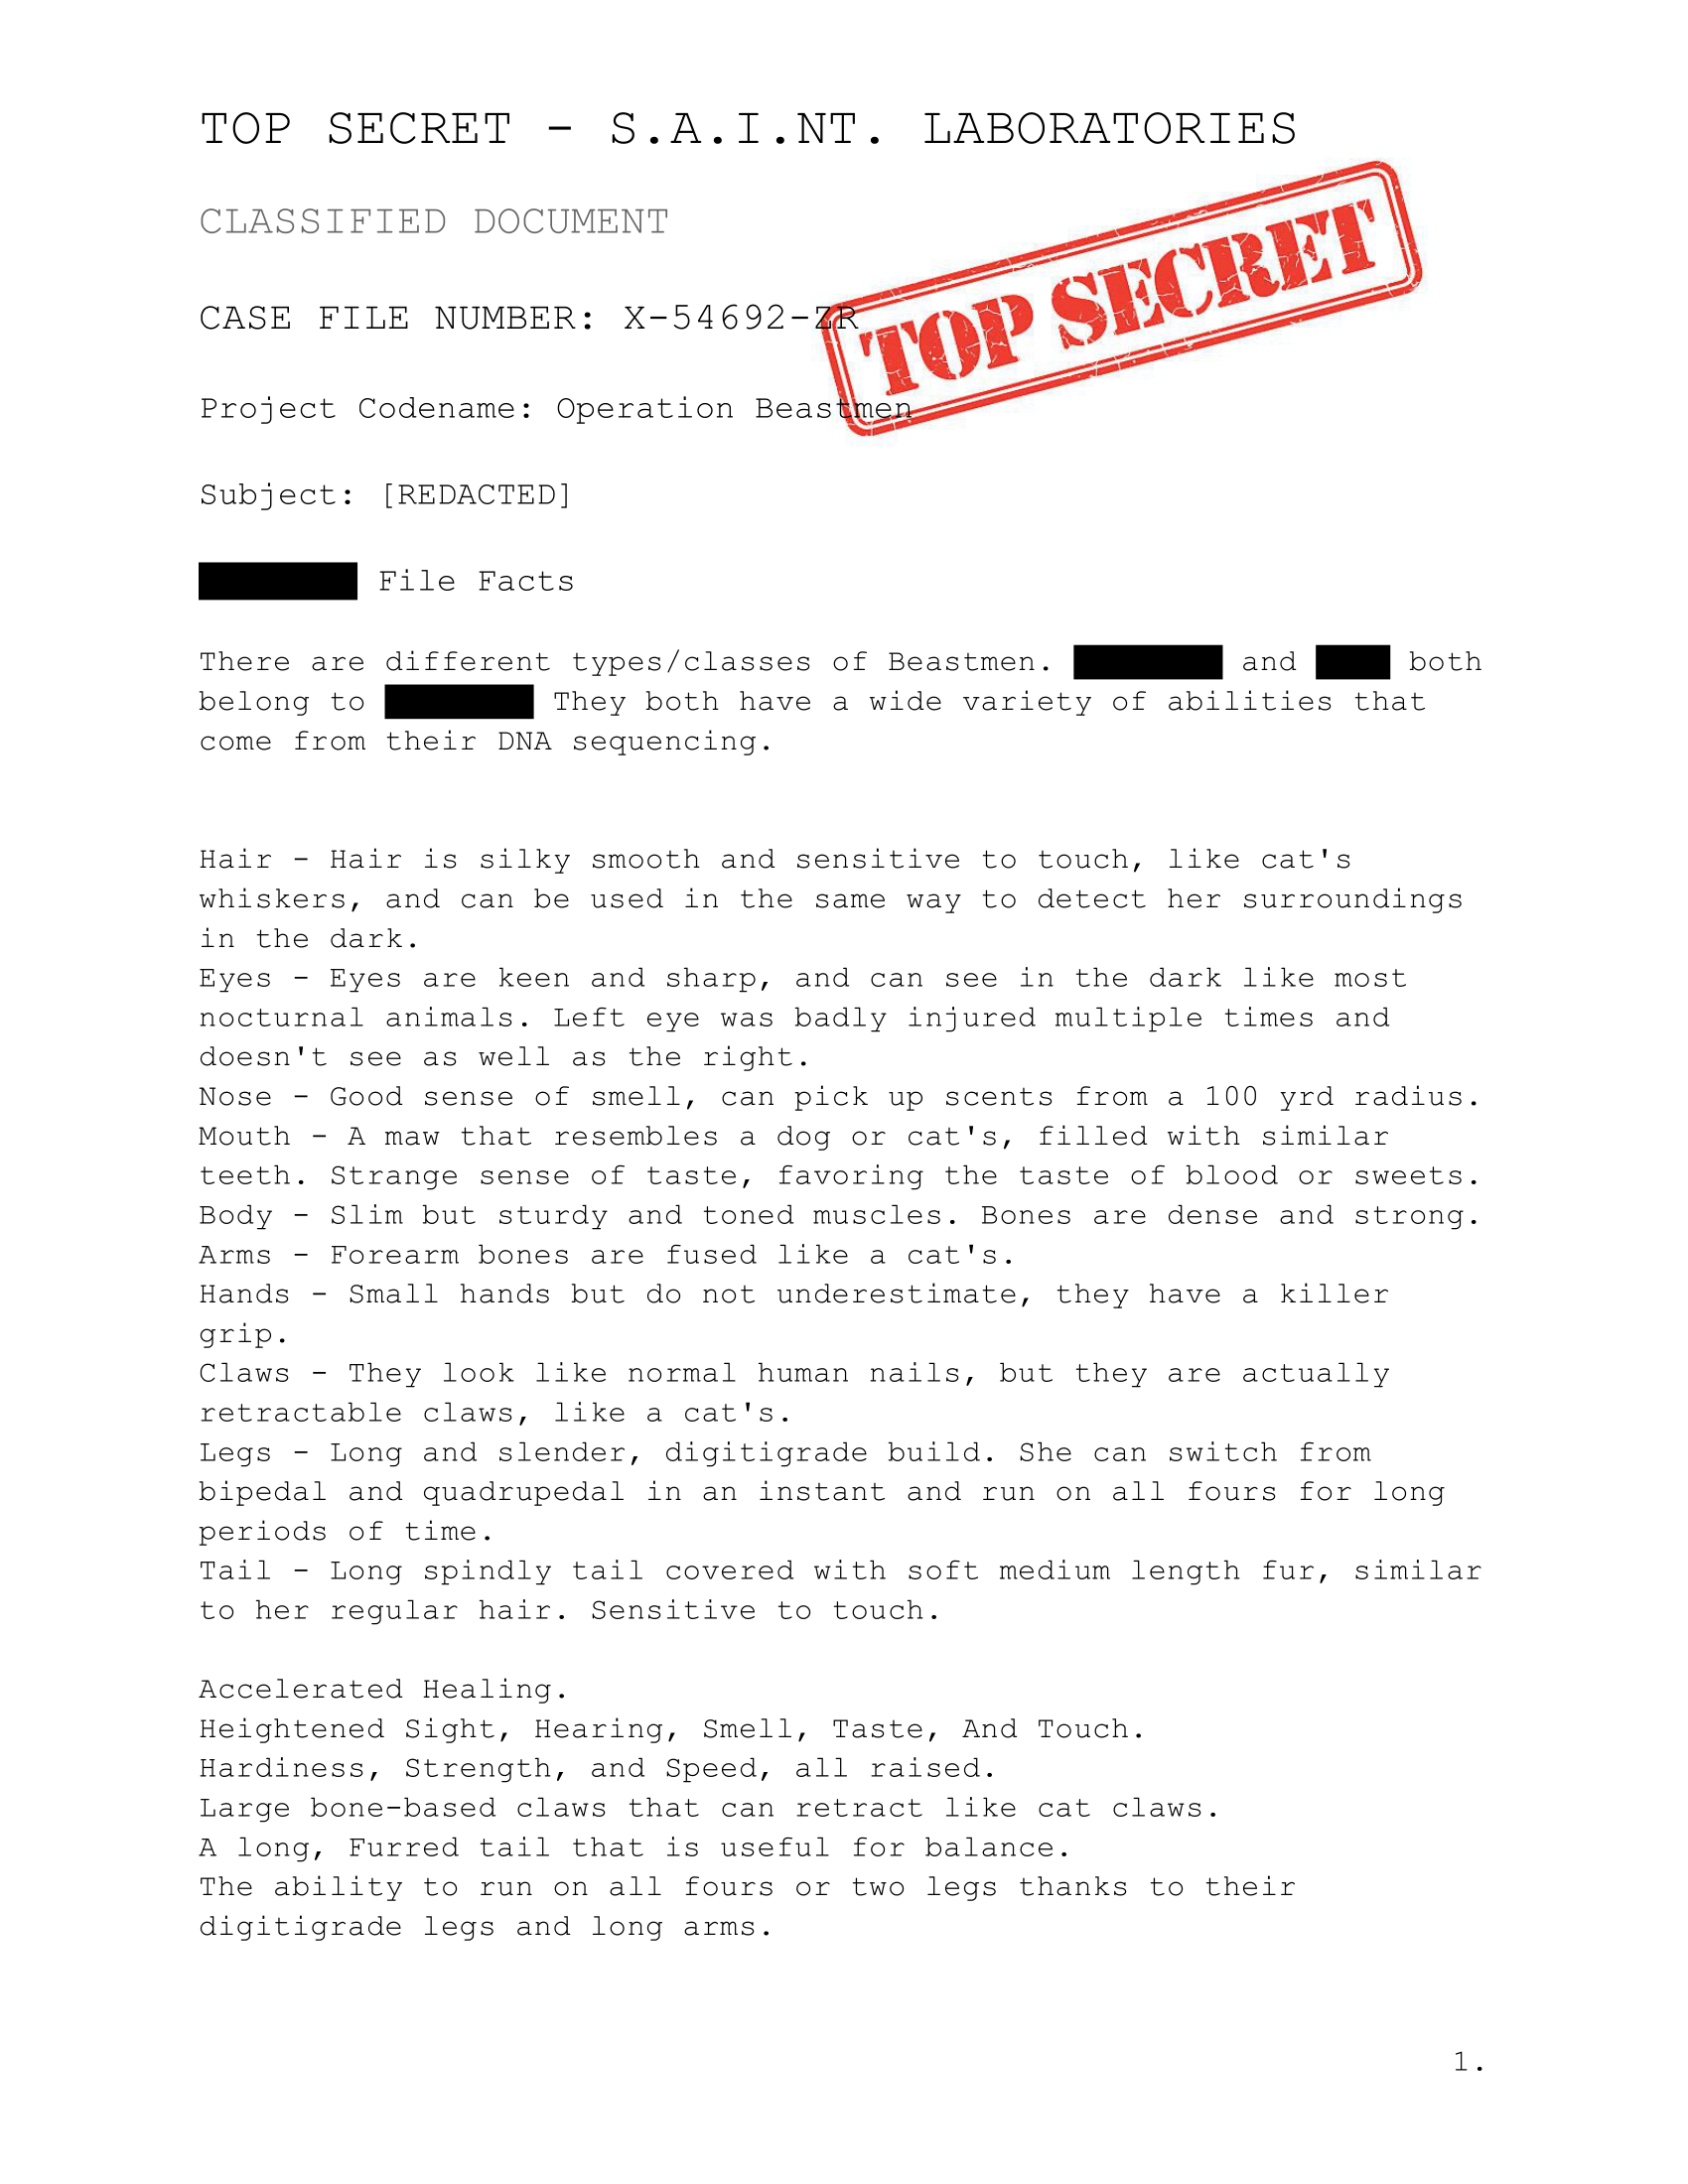 TOP SECRET - S.A.I.NT. LABORATORIES
CLASSIFIED DOCUMENT
TOP SECRET
CASE FILE NUMBER: X-54692-ZR
Project Codename: Operation Beastmen
Subject: [REDACTED]
File Facts
There are different types/classes of Beastmen. and both
belong to They both have a wide variety of abilities that
come from their DNA sequencing.
Hair - Hair is silky smooth and sensitive to touch, like cat's
whiskers, and can be used in the same way to detect her surroundings
in the dark.
Eyes - Eyes are keen and sharp, and can see in the dark like most
nocturnal animals. Left eye was badly injured multiple times and
doesn't see as well as the right.
Nose - Good sense of smell, can pick up scents from a 100 yrd radius.
Mouth - A maw that resembles a dog or cat's, filled with similar
teeth. Strange sense of taste, favoring the taste of blood or sweets.
Body - Slim but sturdy and toned muscles. Bones are dense and strong.
Arms - Forearm bones are fused like a cat's.
Hands - Small hands but do not underestimate, they have a killer
grip.
Claws - They look like normal human nails, but they are actually
retractable claws, like a cat's.
Legs - Long and slender, digitigrade build. She can switch from
bipedal and quadrupedal in an instant and run on all fours for long
periods of time.
Tail - Long spindly tail covered with soft medium length fur, similar
to her regular hair. Sensitive to touch.
Accelerated Healing.
Heightened Sight, Hearing, Smell, Taste, And Touch.
Hardiness, Strength, and Speed, all raised.
Large bone-based claws that can retract like cat claws.
A long, Furred tail that is useful for balance.
The ability to run on all fours or two legs thanks to their
digitigrade legs and long arms.
1.